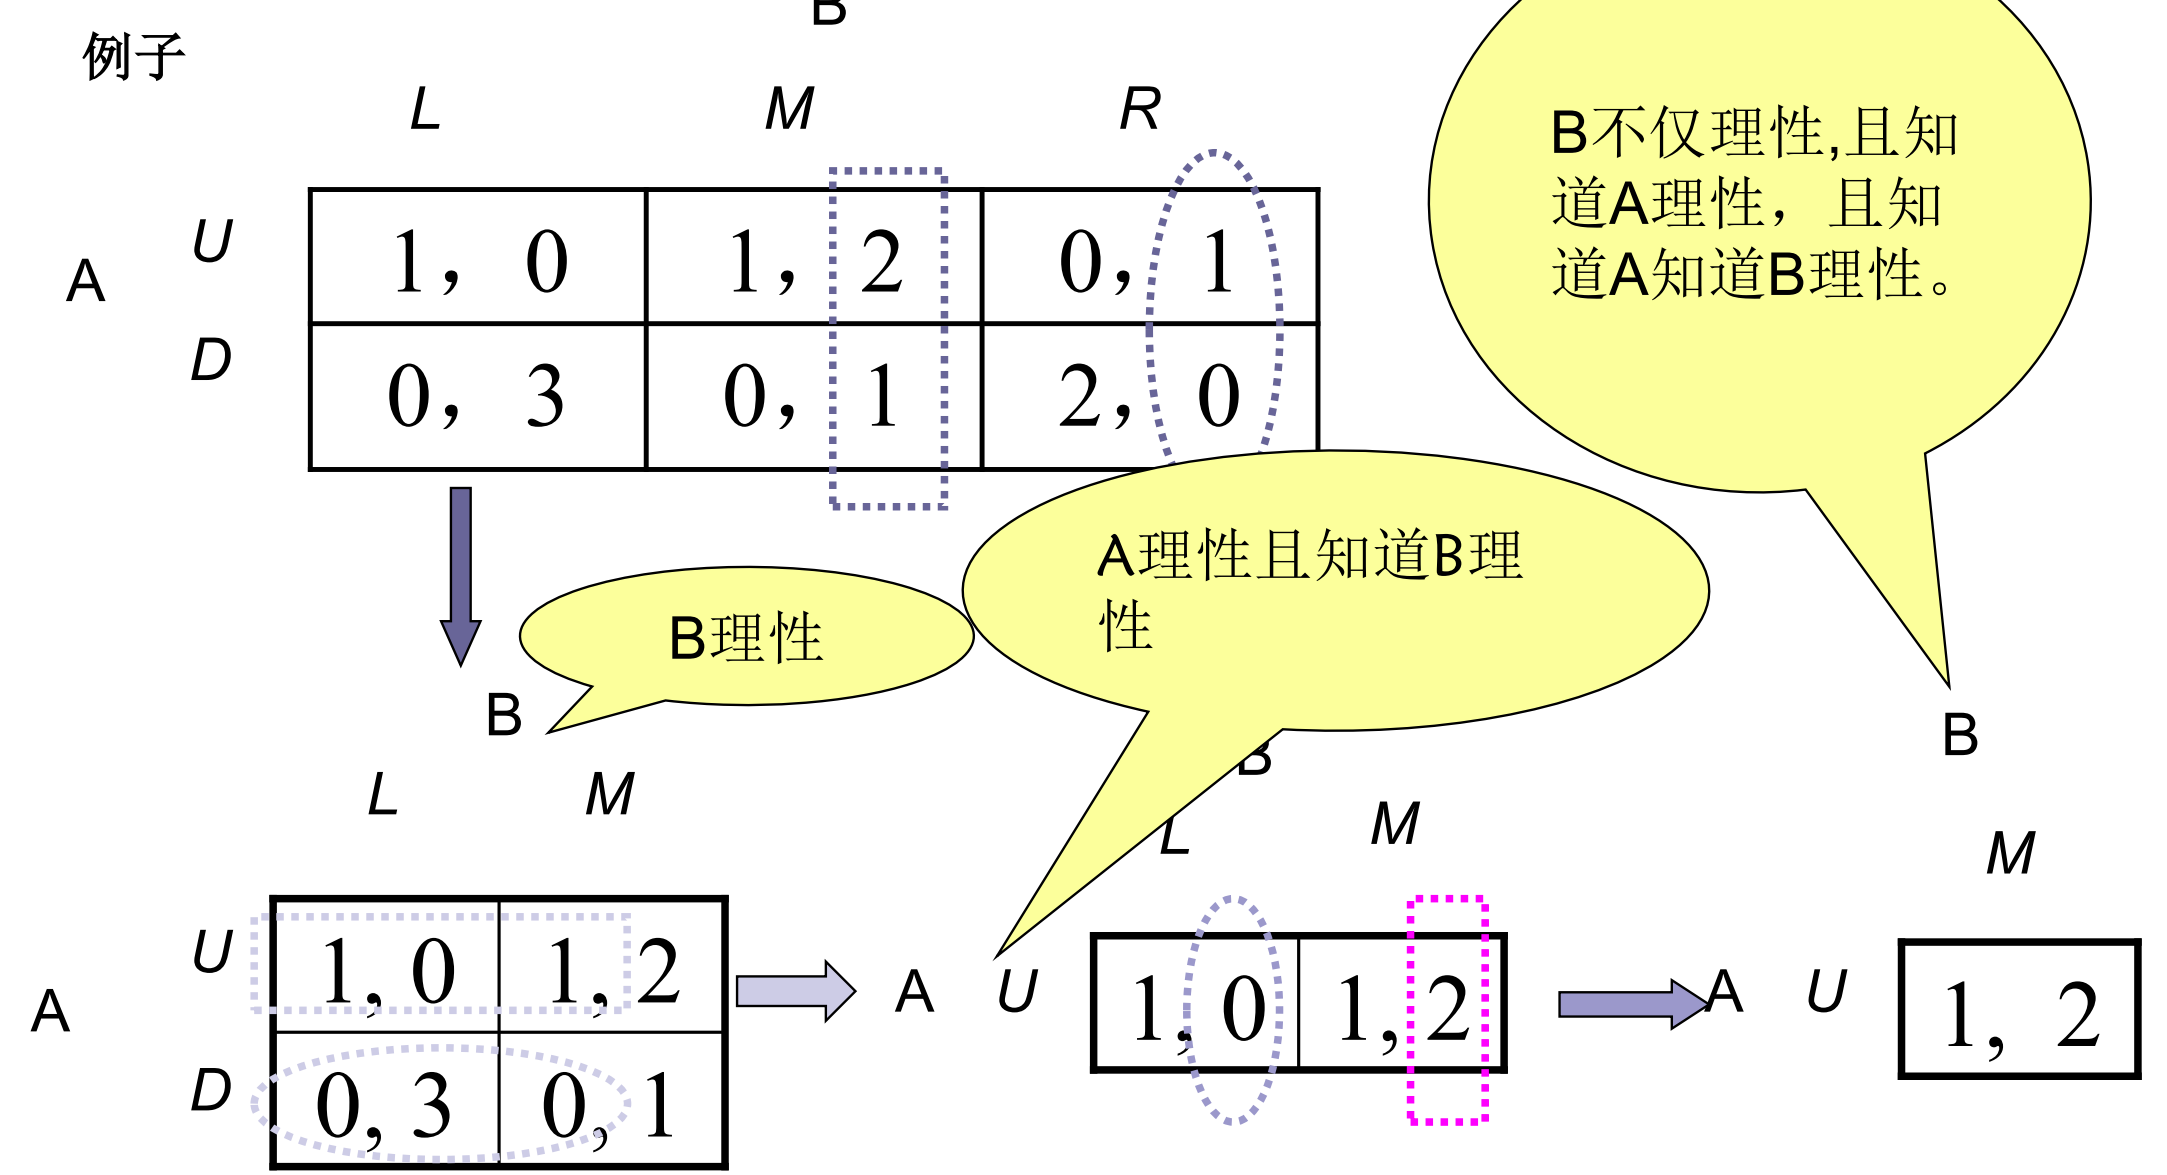 B
例子
L M R
B不仅理性,且知
道A理性，且知
道A知道B理性。
U 1， 0 1， 2 0， 1
A
D 0， 3 0， 1 2， 0
A理性且知道B理
性
B理性
B
B
B
L M
L M
M
U 1, 0 1, 2
A
D 0, 3 0, 1
A U 1, 0 1, 2
A U 1, 2